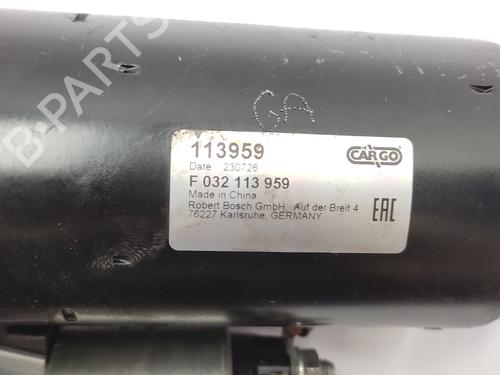 B-PARTS
GA
113959
Date 230726
CARGO
F 032 113 959
Made in China
Robert Bosch GmbH, Auf der Breit 4
76227 Karlsruhe, GERMANY
EAC